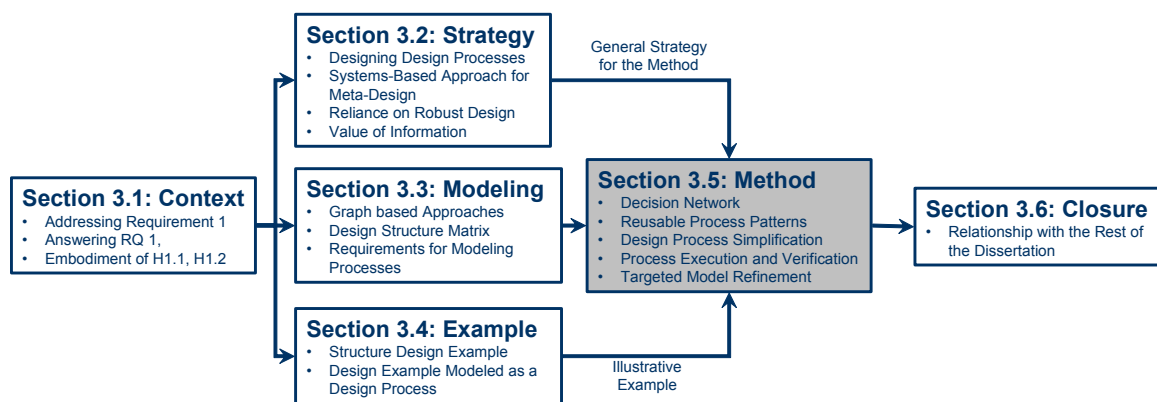 Section 3.2: Strategy
• Designing Design Processes
• Systems-Based Approach for
Meta-Design
• Reliance on Robust Design
• Value of Information
General Strategy
for the Method
Section 3.1: Context
• Addressing Requirement 1
• Answering RQ 1,
• Embodiment of H1.1, H1.2
Section 3.3: Modeling
• Graph based Approaches
• Design Structure Matrix
• Requirements for Modeling
Processes
Section 3.5: Method
• Decision Network
• Reusable Process Patterns
• Design Process Simplification
• Process Execution and Verification
• Targeted Model Refinement
Section 3.6: Closure
• Relationship with the Rest of
the Dissertation
Section 3.4: Example
• Structure Design Example
• Design Example Modeled as a
Design Process
Illustrative
Example